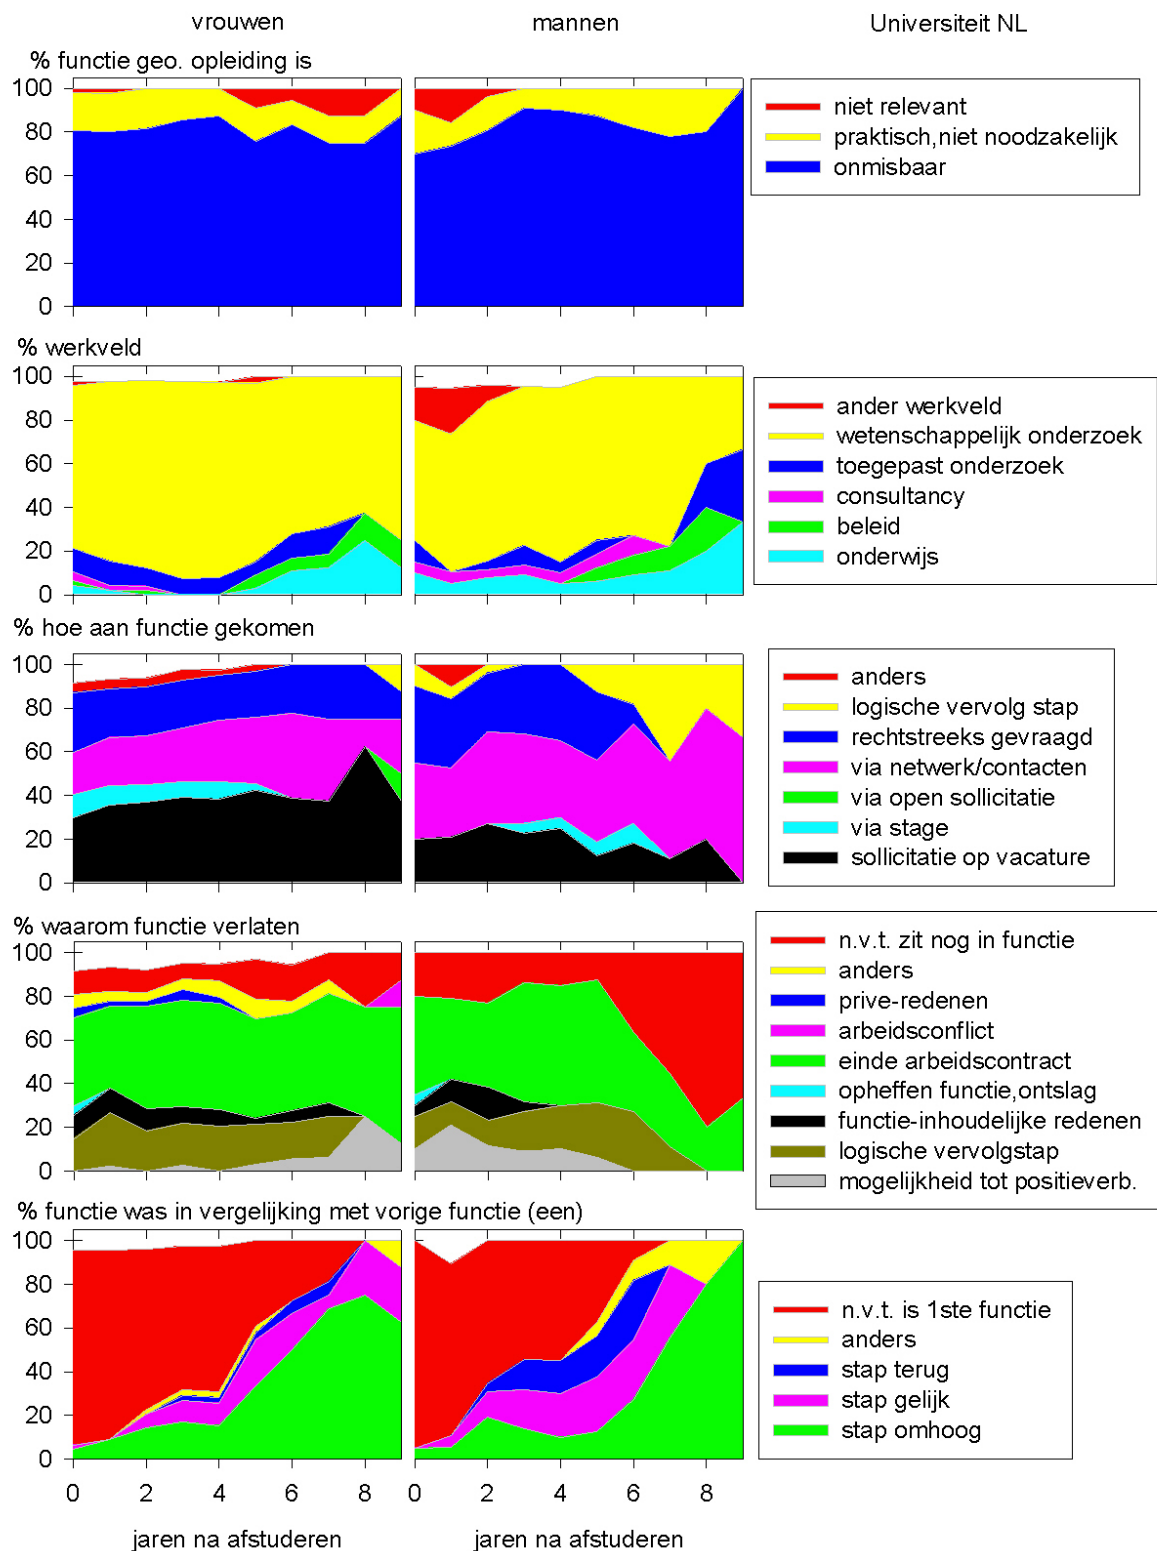 vrouwen mannen Universiteit NL
% functie geo. opleiding is
100
80
60
40
20
0
niet relevant
praktisch,niet noodzakelijk
onmisbaar
% werkveld
100
80
60
40
20
0
ander werkveld
wetenschappelijk onderzoek
toegepast onderzoek
consultancy
beleid
onderwijs
% hoe aan functie gekomen
100
80
60
40
20
0
anders
logische vervolg stap
rechtstreeks gevraagd
via netwerk/contacten
via open sollicitatie
via stage
sollicitatie op vacature
% waarom functie verlaten
100
80
60
40
20
0
n.v.t. zit nog in functie
anders
prive-redenen
arbeidsconflict
einde arbeidscontract
opheffen functie,ontslag
functie-inhoudelijke redenen
logische vervolgstap
mogelijkheid tot positieverb.
% functie was in vergelijking met vorige functie (een)
100
80
60
40
20
0
n.v.t. is 1ste functie
anders
stap terug
stap gelijk
stap omhoog
0 2 4 6 8 0 2 4 6 8
jaren na afstuderen jaren na afstuderen